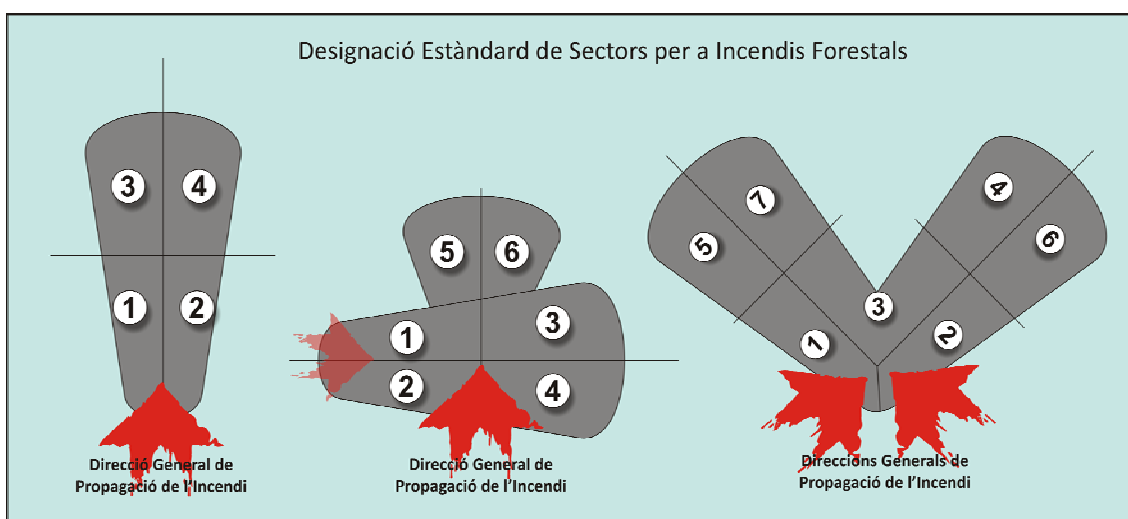 Designació Estàndard de Sectors per a Incendis Forestals
3 4
1 2
Direcció General de
Propagació de l'Incendi
5 6
1 3
2 4
Direcció General de
Propagació de l'Incendi
7 4
5 6
3
1 2
Direccions Generals de
Propagació de l'Incendi